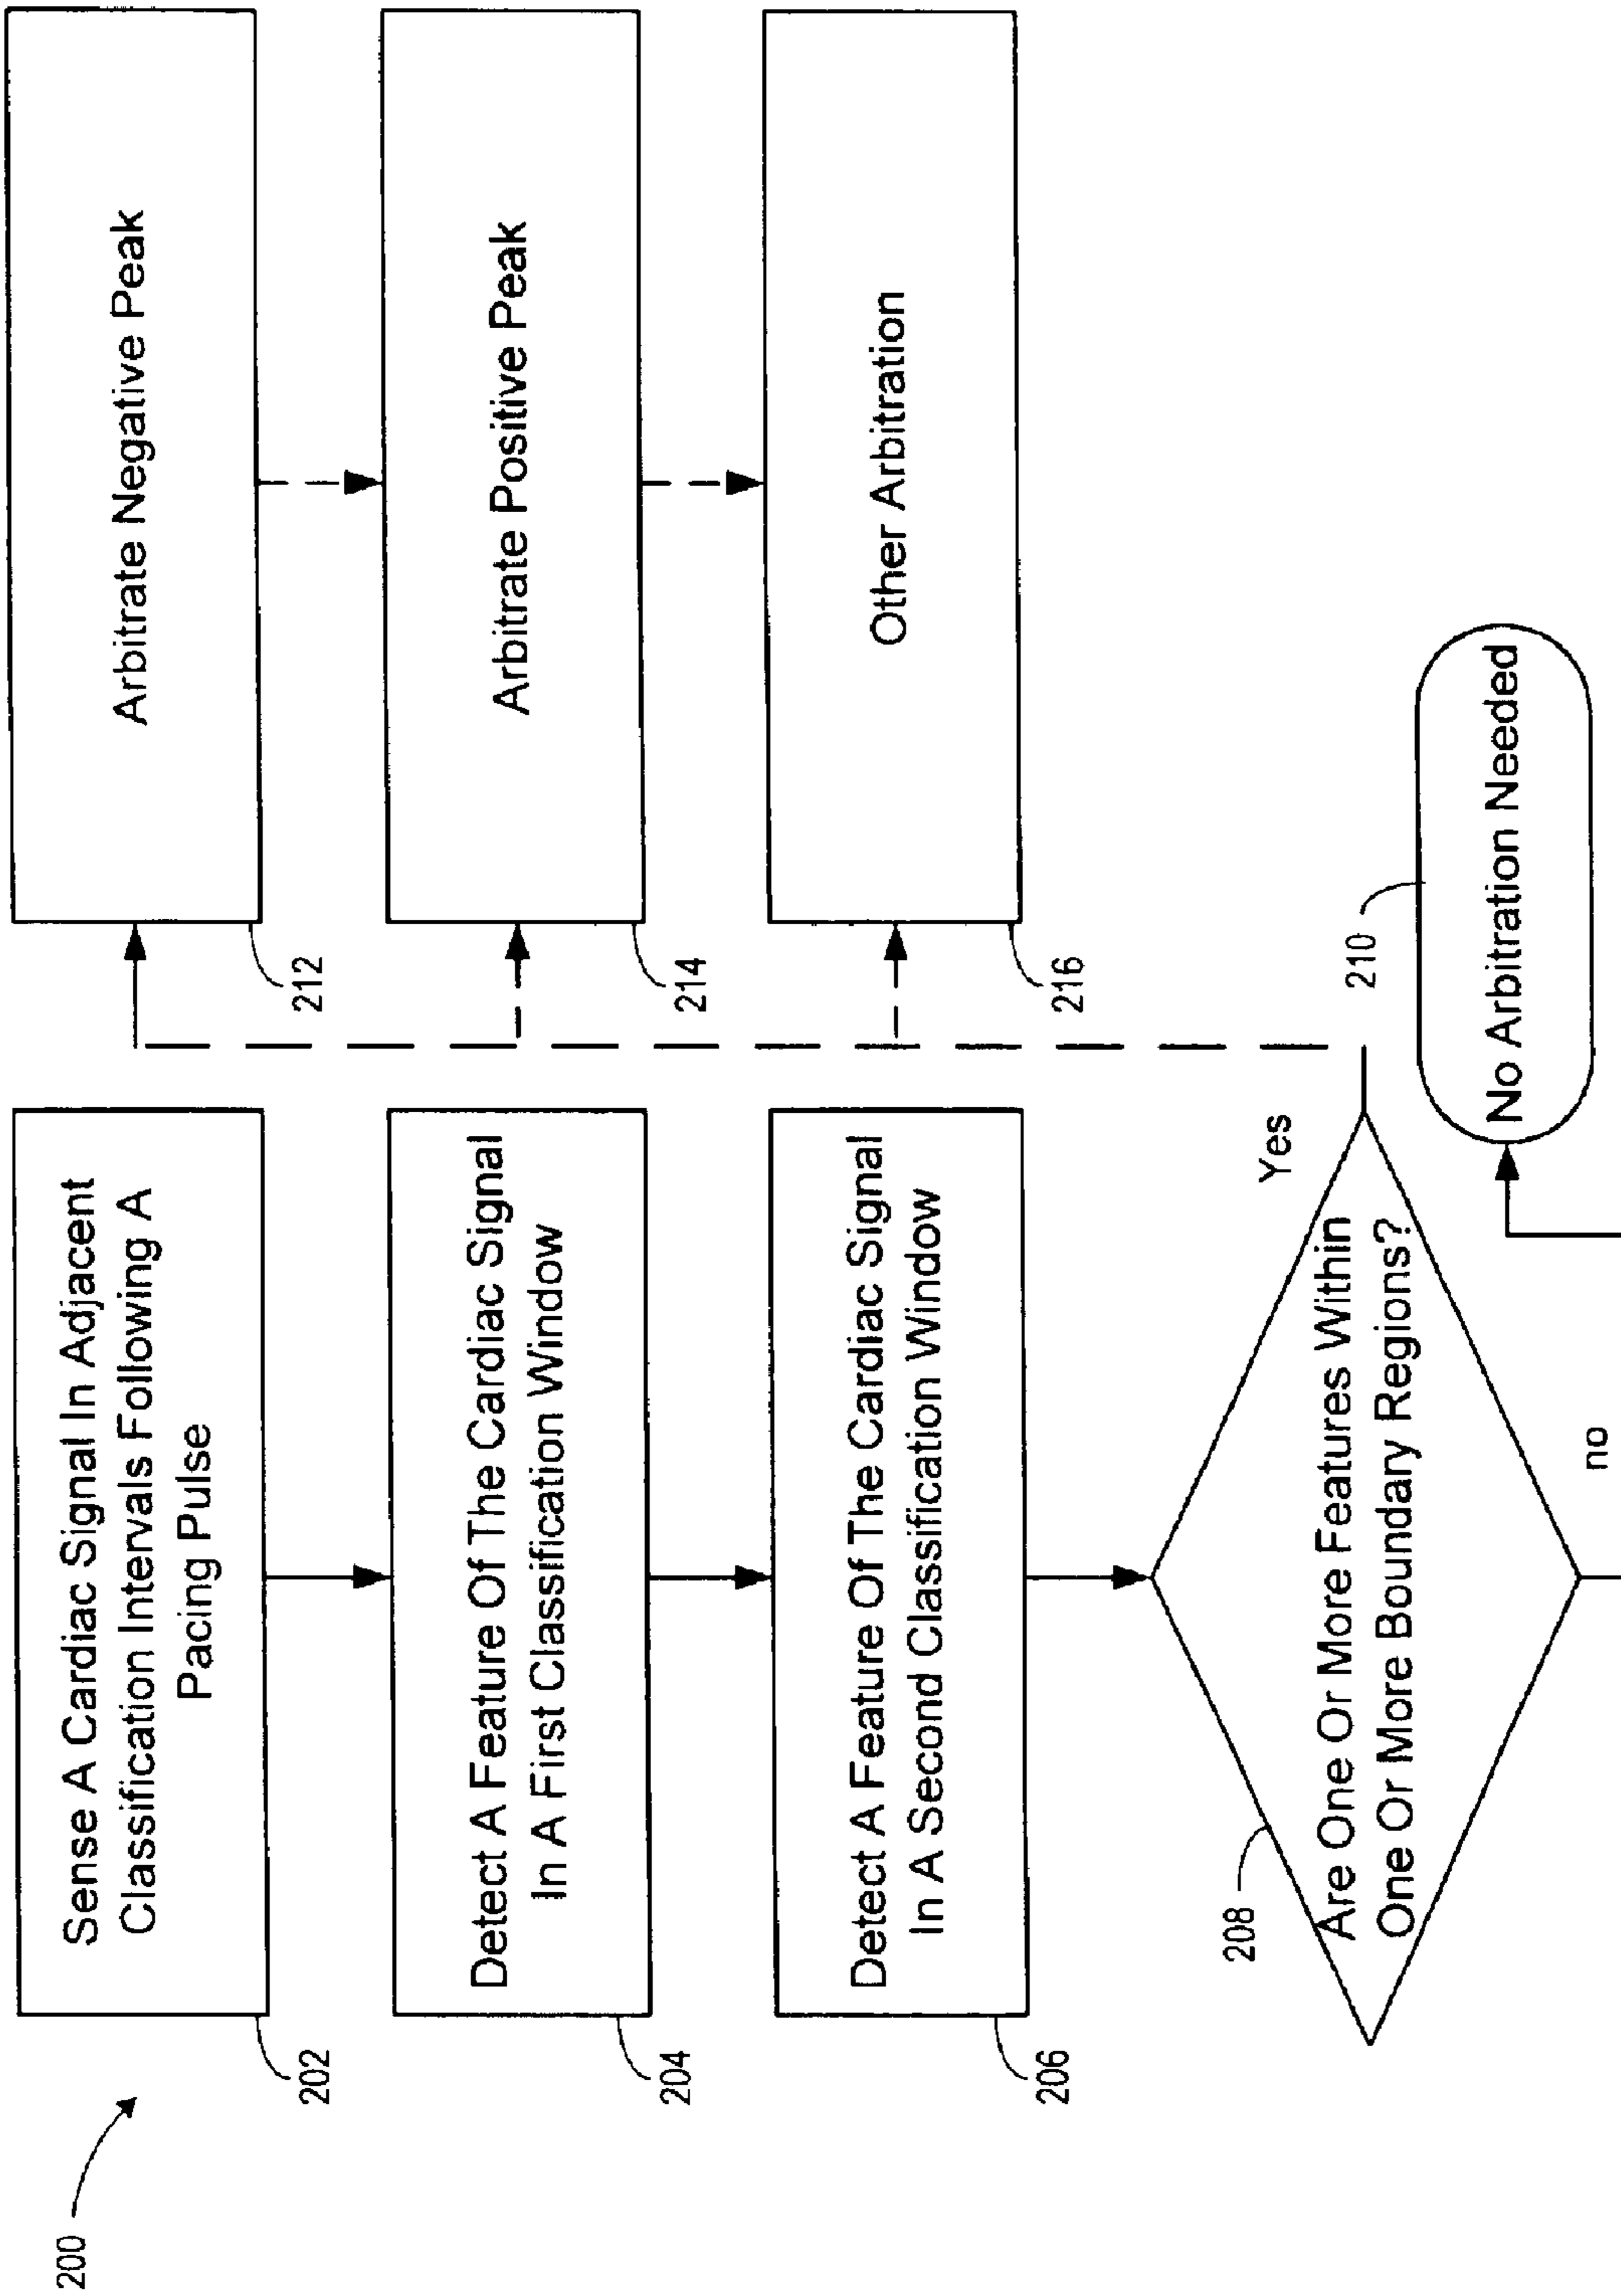 200
Sense A Cardiac Signal In Adjacent
Classification Intervals Following A
Pacing Pulse
202
Detect A Feature Of The Cardiac Signal
In A First Classification Window
204
Detect A Feature Of The Cardiac Signal
In A Second Classification Window
206
Are One Or More Features Within
One Or More Boundary Regions?
208
Yes
no
No Arbitration Needed
210
Arbitrate Negative Peak
212
Arbitrate Positive Peak
214
Other Arbitration
216